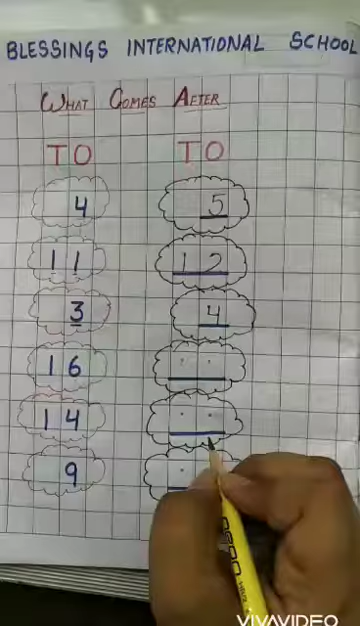 BLESSINGS INTERNATIONAL SCHOOL
WHAT COMES AFTER
TO TO
4 5
11 12
3 4
16
14
9
VIVAVIDEO